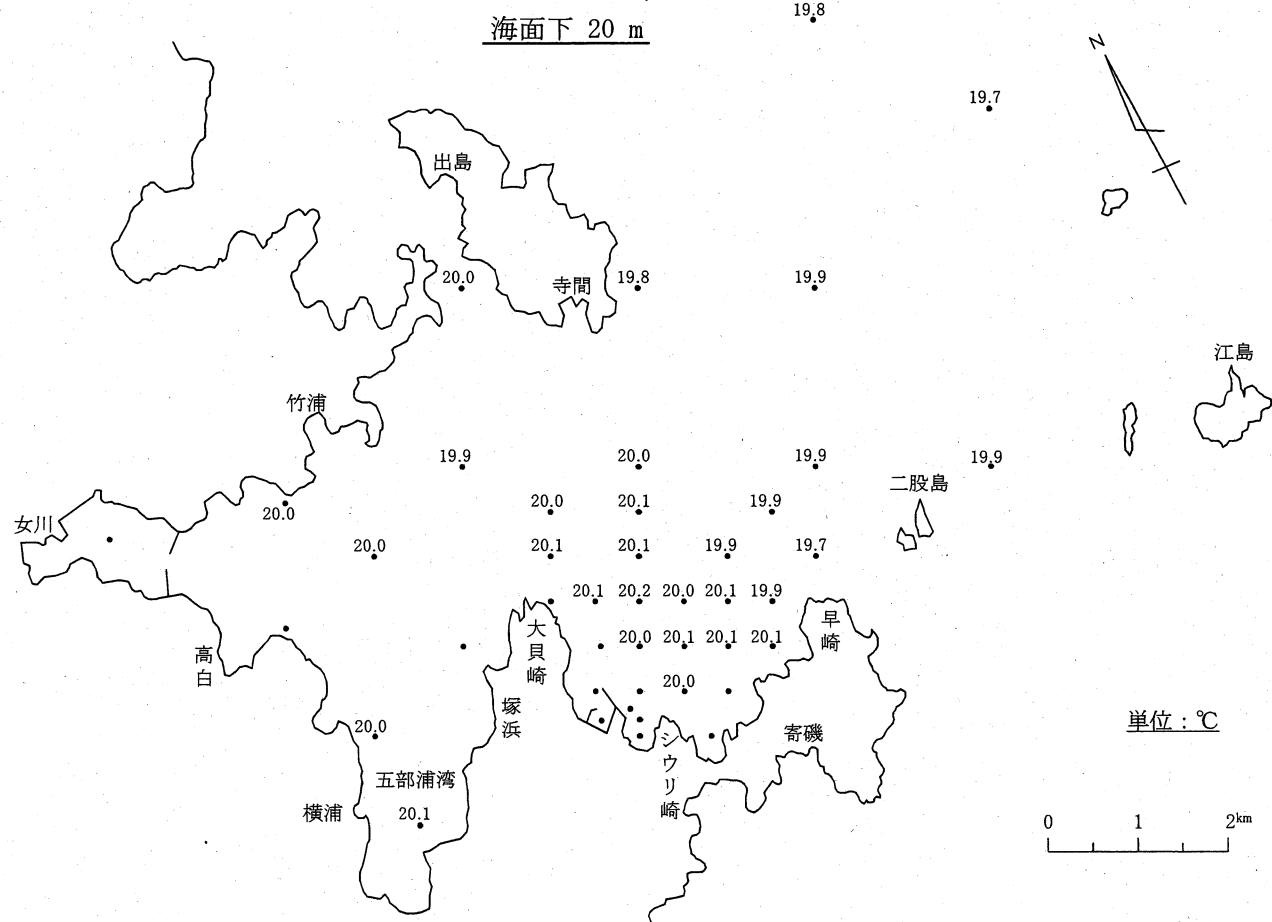 海面下 20 m
19.8
N
19.7
出島
20.0
寺間
19.8
19.9
江島
竹浦
19.9
20.0
19.9
19.9
二股島
20.0
20.0
20.1
19.9
女川
20.0
20.1
20.1
19.9
19.7
20.1
20.2
20.0
20.1
19.9
大貝崎
早崎
高白
20.0
20.1
20.1
20.1
20.0
塚浜
20.0
シウリ崎
寄磯
単位:℃
五部浦湾
横浦
20.1
0 1 2km